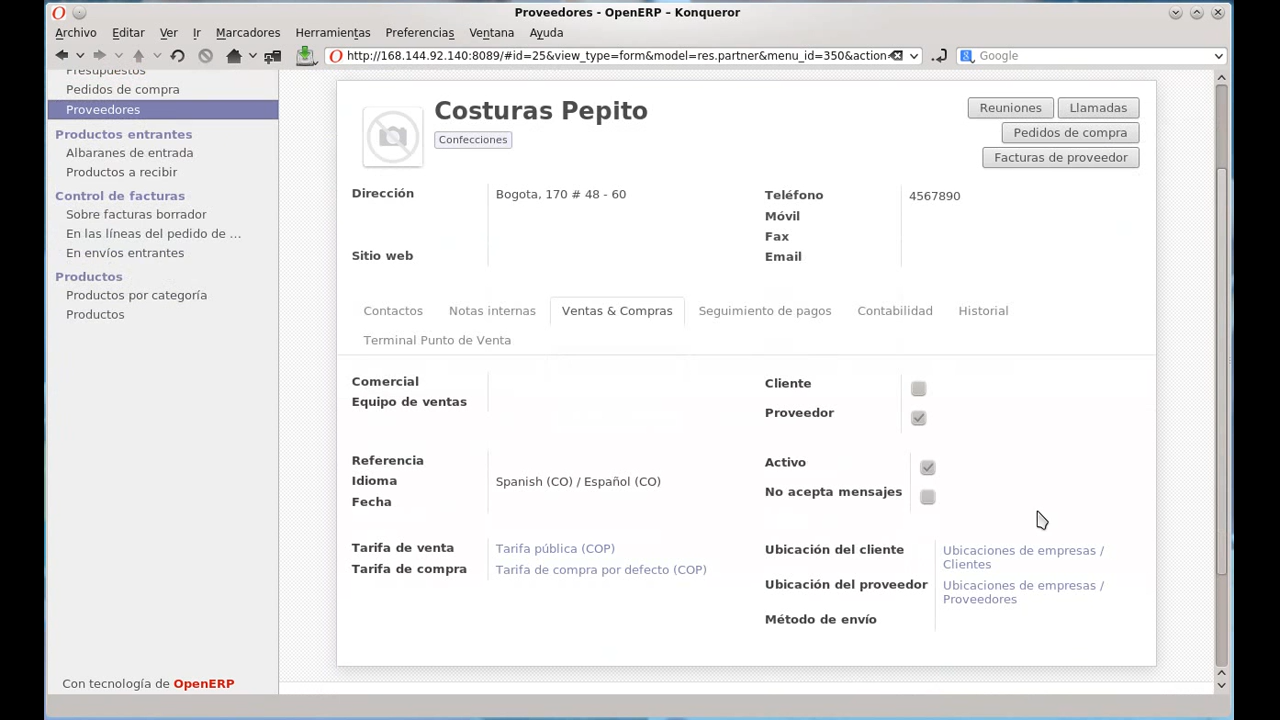 Proveedores - OpenERP – Konqueror
Archivo Editar Ver Ir Marcadores Herramientas Preferencias Ventana Ayuda
http://168.144.92.140:8089/#id=25&view_type=form&model=res.partner&menu_id=350&action=
Google
Presupuestos
Pedidos de compra
Proveedores
Productos entrantes
Albaranes de entrada
Productos a recibir
Control de facturas
Sobre facturas borrador
En las líneas del pedido de ...
En envíos entrantes
Productos
Productos por categoría
Productos
Con tecnología de OpenERP
Costuras Pepito
Confecciones
Reuniones Llamadas
Pedidos de compra
Facturas de proveedor
Dirección Bogota, 170 # 48 - 60
Sitio web
Teléfono 4567890
Móvil
Fax
Email
Contactos Notas internas Ventas & Compras Seguimiento de pagos Contabilidad Historial
Terminal Punto de Venta
Comercial
Equipo de ventas
Cliente
Proveedor
Referencia
Idioma Spanish (CO) / Español (CO)
Fecha
Activo
No acepta mensajes
Tarifa de venta Tarifa pública (COP)
Tarifa de compra Tarifa de compra por defecto (COP)
Ubicación del cliente Ubicaciones de empresas /
Clientes
Ubicación del proveedor Ubicaciones de empresas /
Proveedores
Método de envío